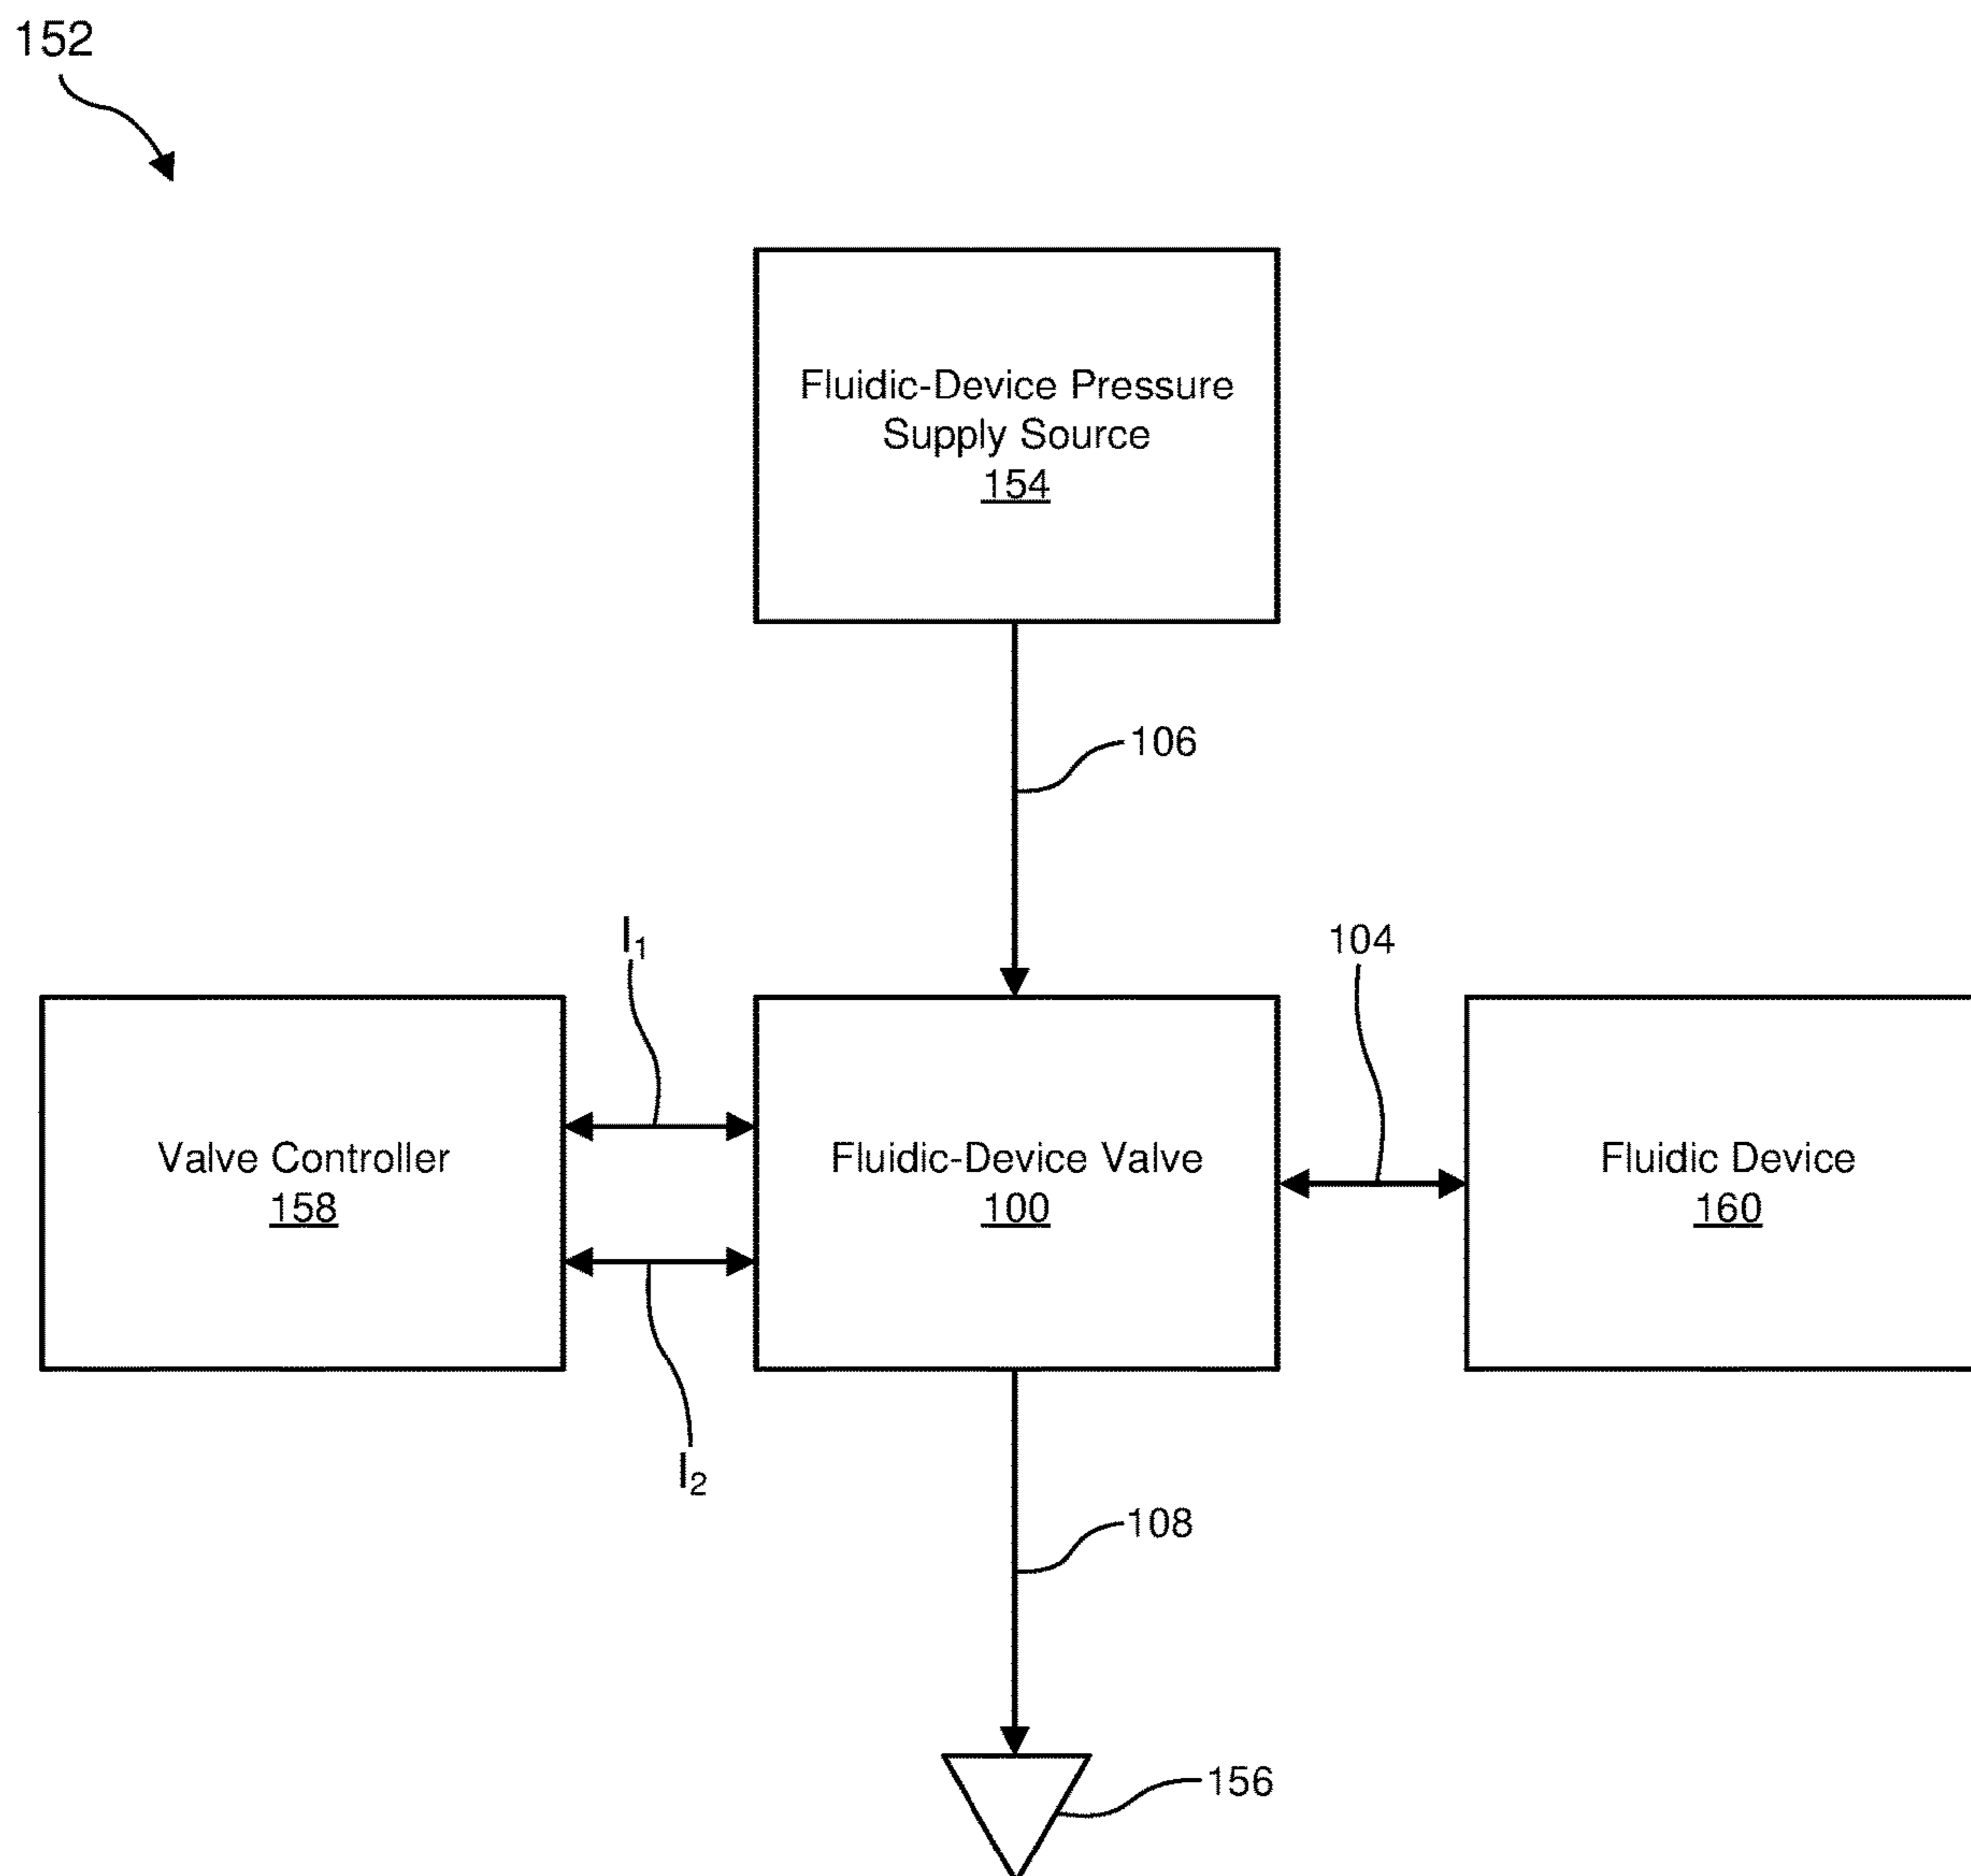 152
Fluidic-Device Pressure
Supply Source
154
106
I₁
104
Valve Controller
158
Fluidic-Device Valve
100
Fluidic Device
160
I₂
108
156